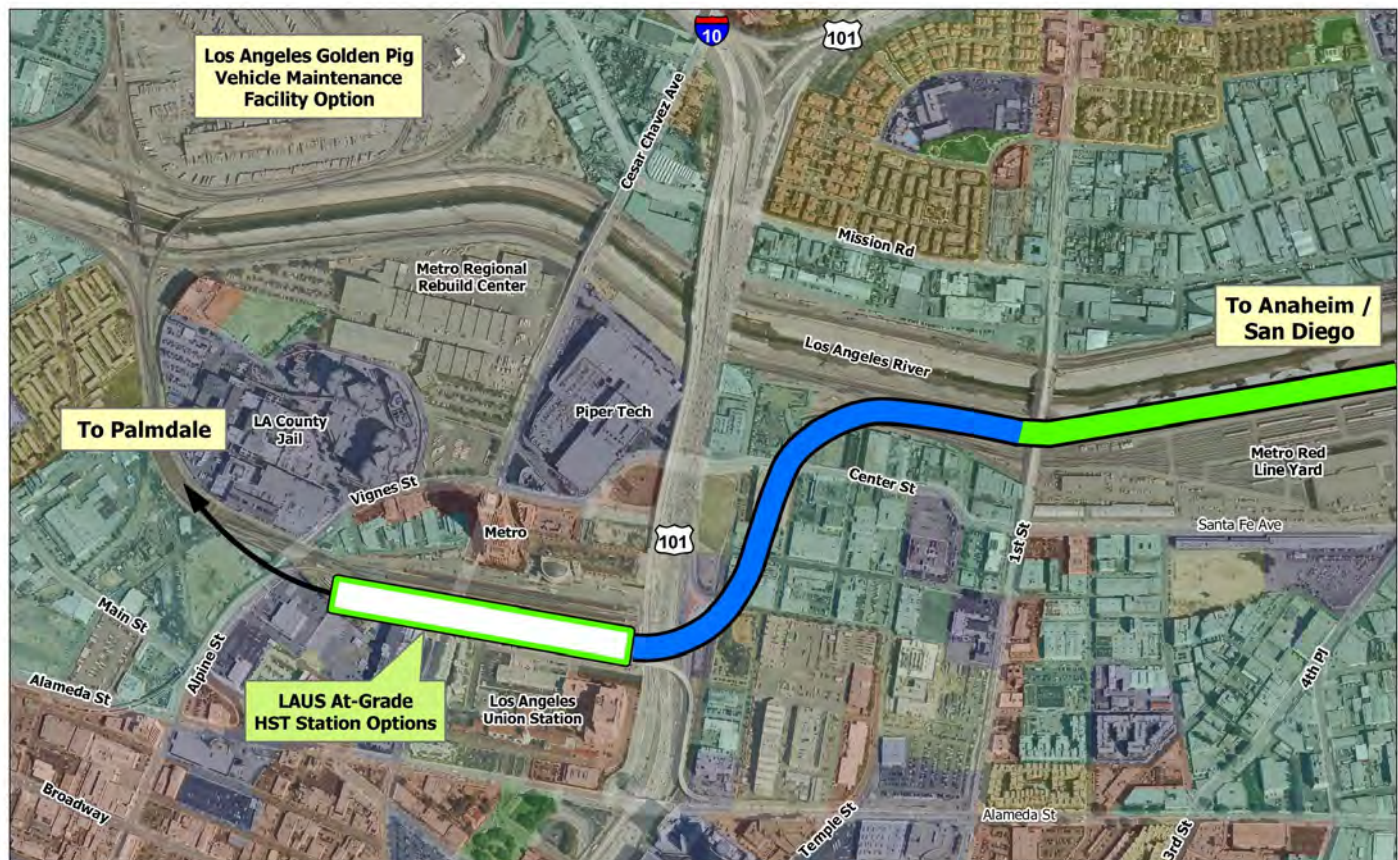 Los Angeles Golden Pig
Vehicle Maintenance
Facility Option
10
101
Cesar Chavez Ave
Mission Rd
Metro Regional
Rebuild Center
To Anaheim /
San Diego
Los Angeles River
Piper Tech
To Palmdale
LA County
Jail
Vignes St
Metro
Center St
Metro Red
Line Yard
Santa Fe Ave
101
1st St
Main St
Alpine St
Alameda St
LAUS At-Grade
HST Station Options
Los Angeles
Union Station
4th Pl
Broadway
Temple St
Alameda St
3rd St